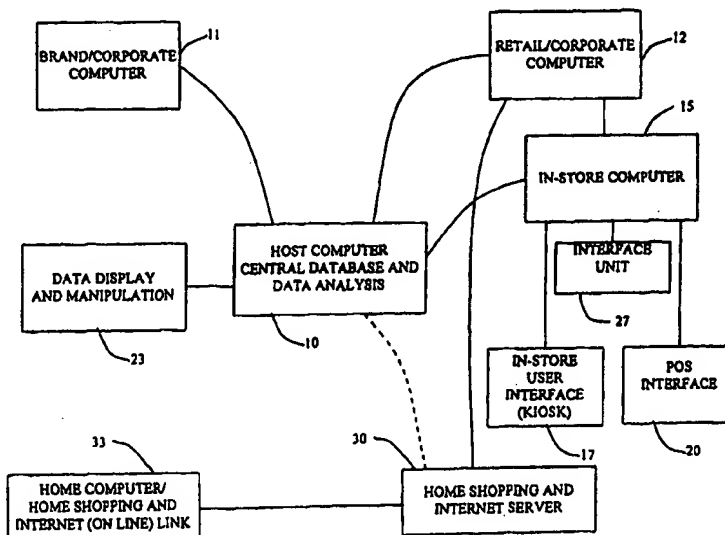 11
BRAND/CORPORATE
COMPUTER
RETAIL/CORPORATE
COMPUTER
12
15
IN-STORE COMPUTER
HOST COMPUTER
CENTRAL DATABASE AND
DATA ANALYSIS
10
DATA DISPLAY
AND MANIPULATION
23
INTERFACE
UNIT
27
IN-STORE
USER
INTERFACE
(KIOSK)
17
POS
INTERFACE
20
33
HOME COMPUTER/
HOME SHOPPING AND
INTERNET (ON LINE) LINK
30
HOME SHOPPING AND
INTERNET SERVER